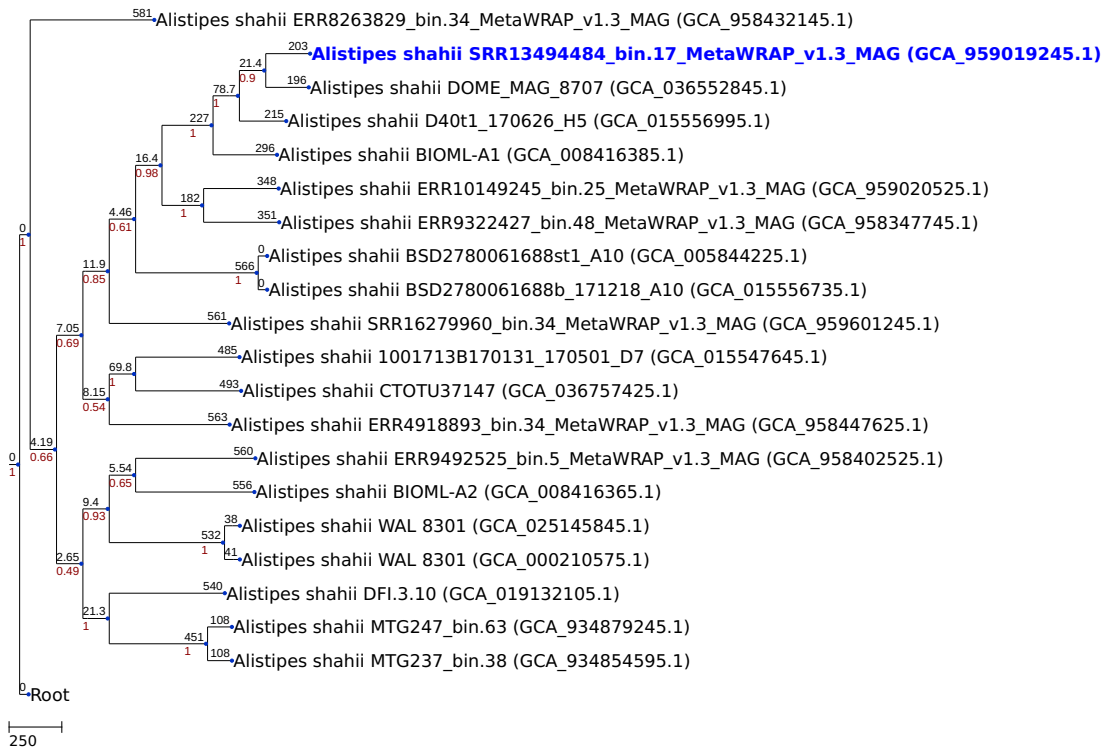 581 Alistipes shahii ERR8263829_bin.34_MetaWRAP_v1.3_MAG (GCA_958432145.1)
203 Alistipes shahii SRR13494484_bin.17_MetaWRAP_v1.3_MAG (GCA_959019245.1)
21.4
0.9
196 Alistipes shahii DOME_MAG_8707 (GCA_036552845.1)
78.7
1
215 Alistipes shahii D40t1_170626_H5 (GCA_015556995.1)
227
1
296 Alistipes shahii BIOML-A1 (GCA_008416385.1)
16.4
0.98
348 Alistipes shahii ERR10149245_bin.25_MetaWRAP_v1.3_MAG (GCA_959020525.1)
182
1
351 Alistipes shahii ERR9322427_bin.48_MetaWRAP_v1.3_MAG (GCA_958347745.1)
4.46
0.61
0
1
0 Alistipes shahii BSD2780061688st1_A10 (GCA_005844225.1)
11.9
0.85
566
1
0 Alistipes shahii BSD2780061688b_171218_A10 (GCA_015556735.1)
561 Alistipes shahii SRR16279960_bin.34_MetaWRAP_v1.3_MAG (GCA_959601245.1)
7.05
0.69
485 Alistipes shahii 1001713B170131_170501_D7 (GCA_015547645.1)
69.8
1
493 Alistipes shahii CTOTU37147 (GCA_036757425.1)
8.15
0.54
563 Alistipes shahii ERR4918893_bin.34_MetaWRAP_v1.3_MAG (GCA_958447625.1)
4.19
0.66
0
1
560 Alistipes shahii ERR9492525_bin.5_MetaWRAP_v1.3_MAG (GCA_958402525.1)
5.54
0.65
556 Alistipes shahii BIOML-A2 (GCA_008416365.1)
9.4
0.93
38 Alistipes shahii WAL 8301 (GCA_025145845.1)
532
1
41 Alistipes shahii WAL 8301 (GCA_000210575.1)
2.65
0.49
540 Alistipes shahii DFI.3.10 (GCA_019132105.1)
21.3
1
108 Alistipes shahii MTG247_bin.63 (GCA_934879245.1)
451
1
108 Alistipes shahii MTG237_bin.38 (GCA_934854595.1)
0 Root
250